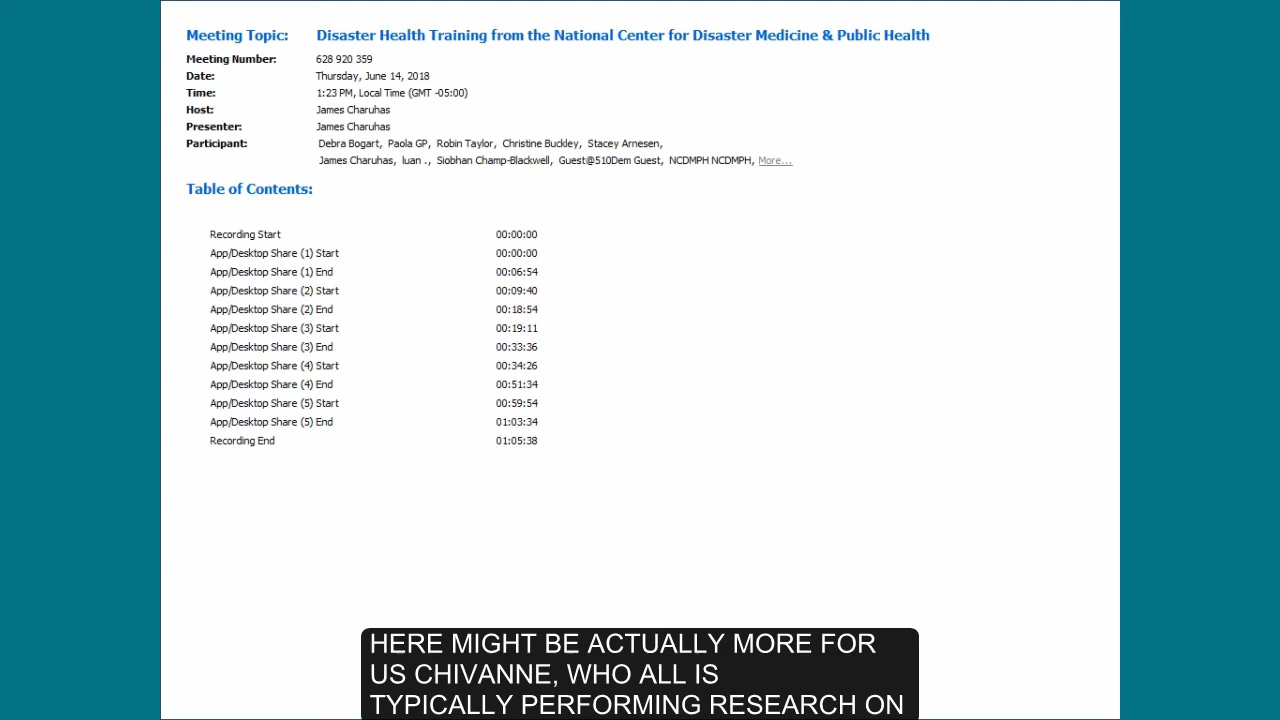 Meeting Topic: Disaster Health Training from the National Center for Disaster Medicine & Public Health
Meeting Number: 628 920 359
Date: Thursday, June 14, 2018
Time: 1:23 PM, Local Time (GMT -05:00)
Host: James Charuhas
Presenter: James Charuhas
Participant: Debra Bogart, Paola GP, Robin Taylor, Christine Buckley, Stacey Arnesen,
James Charuhas, luan ., Siobhan Champ-Blackwell, Guest@510Dem Guest, NCDMPH NCDMPH, More...
Table of Contents:
Recording Start 00:00:00
App/Desktop Share (1) Start 00:00:00
App/Desktop Share (1) End 00:06:54
App/Desktop Share (2) Start 00:09:40
App/Desktop Share (2) End 00:18:54
App/Desktop Share (3) Start 00:19:11
App/Desktop Share (3) End 00:33:36
App/Desktop Share (4) Start 00:34:26
App/Desktop Share (4) End 00:51:34
App/Desktop Share (5) Start 00:59:54
App/Desktop Share (5) End 01:03:34
Recording End 01:05:38
HERE MIGHT BE ACTUALLY MORE FOR
US CHIVANNE, WHO ALL IS
TYPICALLY PERFORMING RESEARCH ON